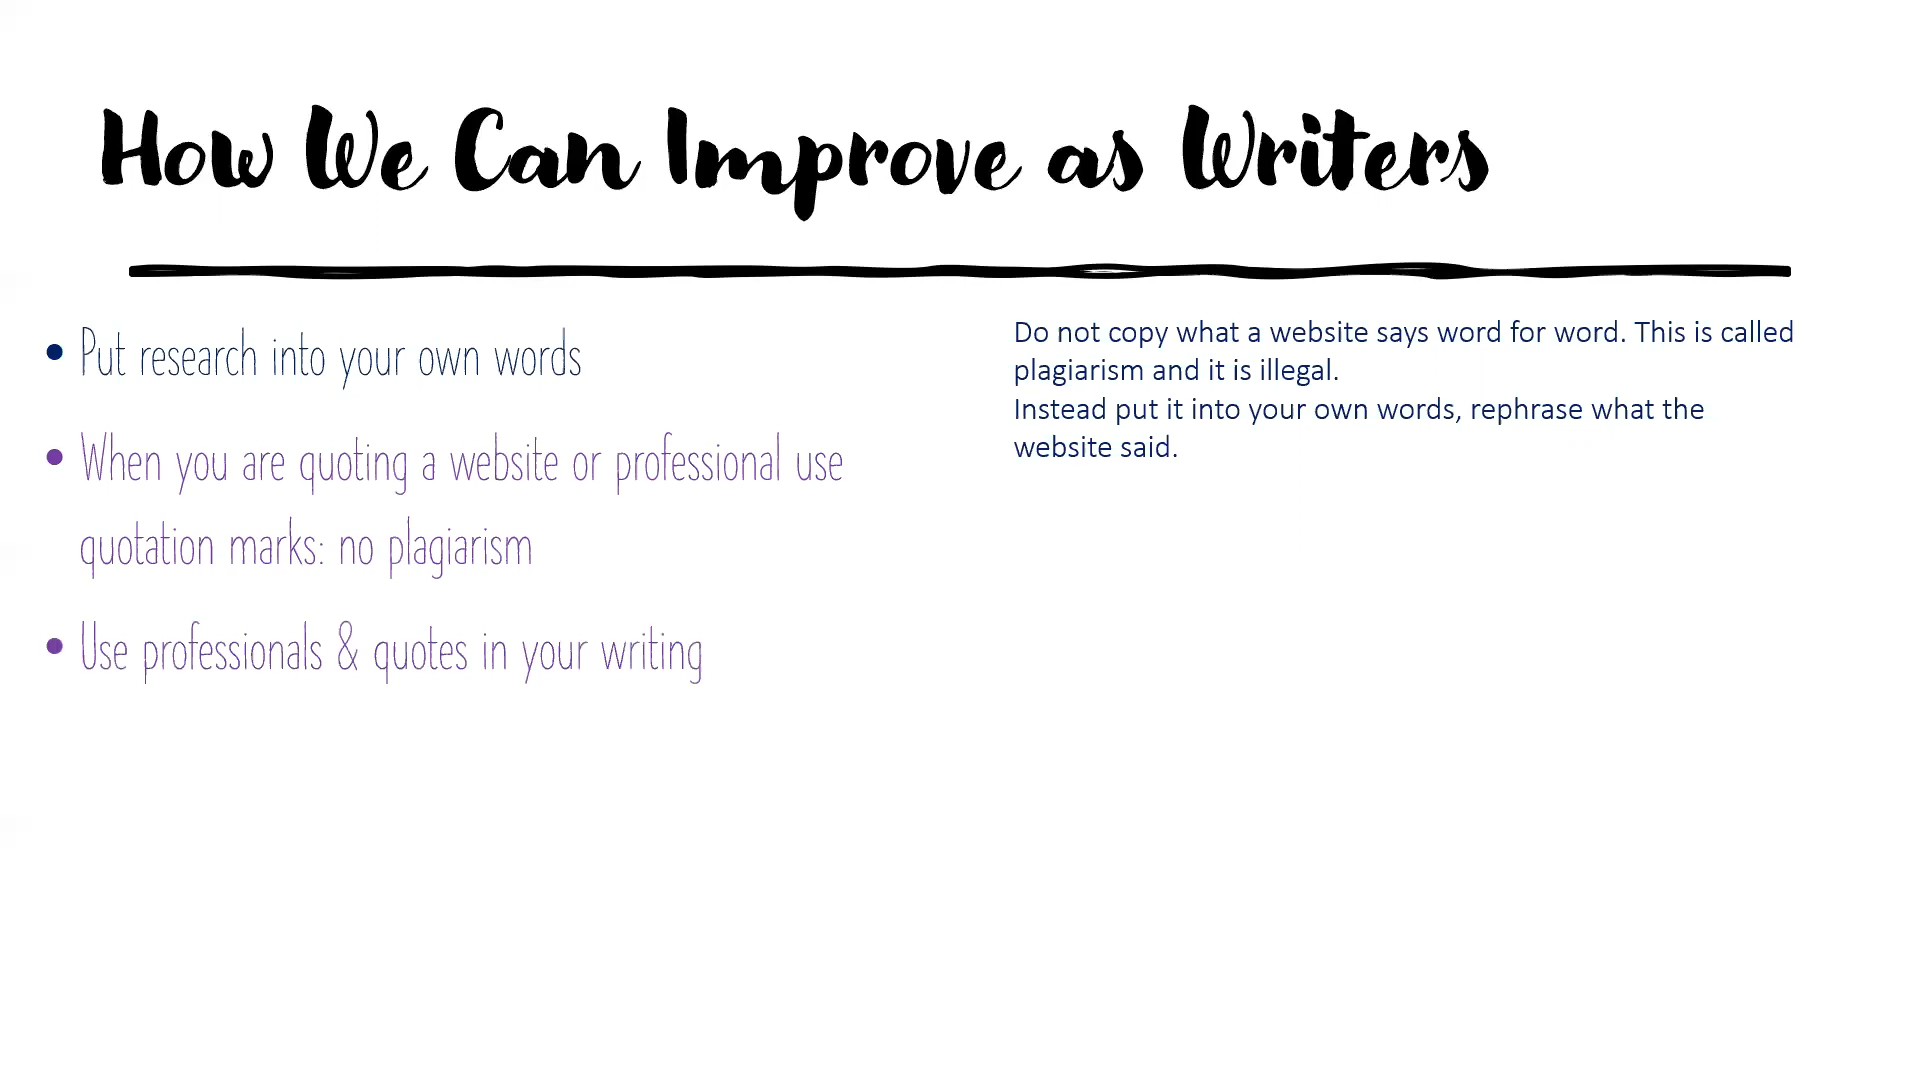 How We Can Improve as Writers
• Put research into your own words
• When you are quoting a website or professional use
quotation marks: no plagiarism
• Use professionals & quotes in your writing
Do not copy what a website says word for word. This is called
plagiarism and it is illegal.
Instead put it into your own words, rephrase what the
website said.